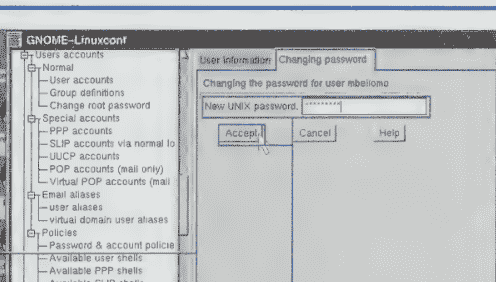 GNOME-Linuxconf
Users accounts
Normal
User accounts
Group definitions
Change root password
Special accounts
PPP accounts
SLIP accounts via normal lo
UUCP accounts
POP accounts (mail only)
Virtual POP accounts (mail
Email aliases
user aliases
virtual domain user aliases
Policies
Password & account policie
Available user shells
Available PPP shells
Available SLIP shells
User information
Changing password
Changing the password for user mbellomo
New UNIX password. ********
Accept
Cancel
Help